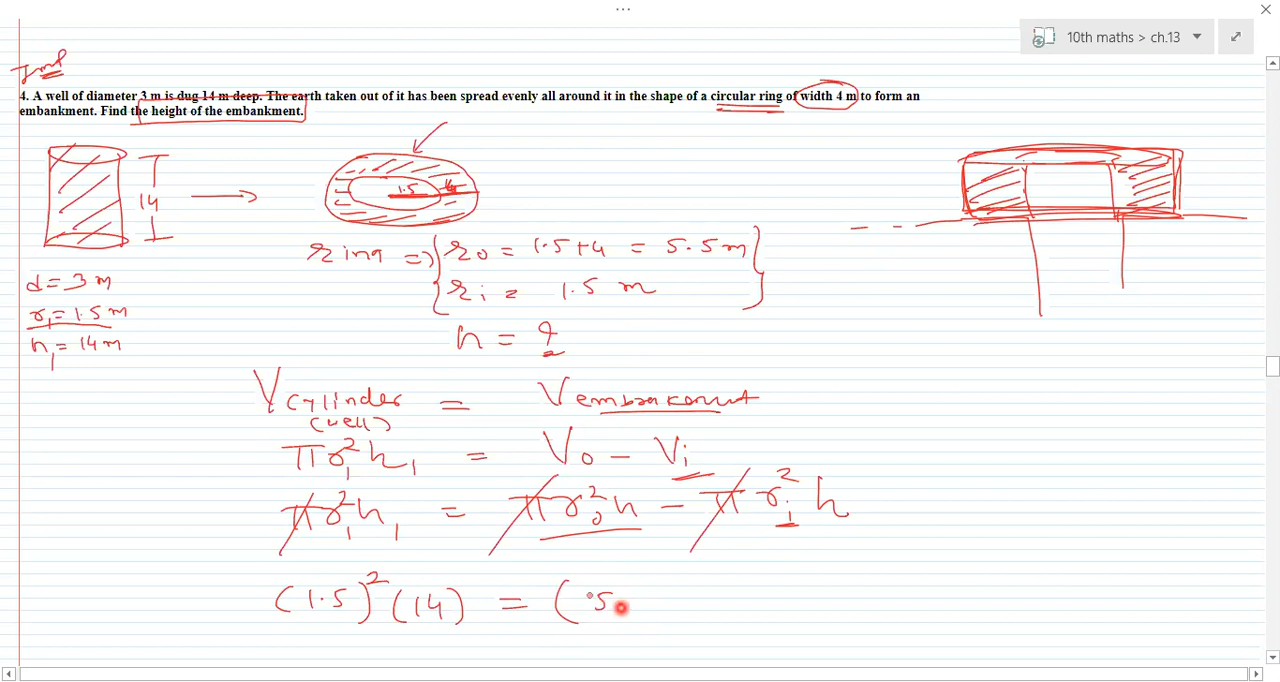 10th maths > ch.13
Imp
4. A well of diameter 3 m is dug 14 m deep. The earth taken out of it has been spread evenly all around it in the shape of a circular ring of width 4 m to form an
embankment. Find the height of the embankment.
14
1.5 4
d = 3 m
r₁ = 1.5 m
h₁ = 14 m
ring => { r₀ = 1.5+4 = 5.5 m
rᵢ = 1.5 m }
h = ?
V cylinder = V embankment
(well)
πr₁²h₁ = V₀ - Vᵢ
πr₁²h₁ = πr₀²h - πrᵢ²h
(1.5)² (14) = ( .5